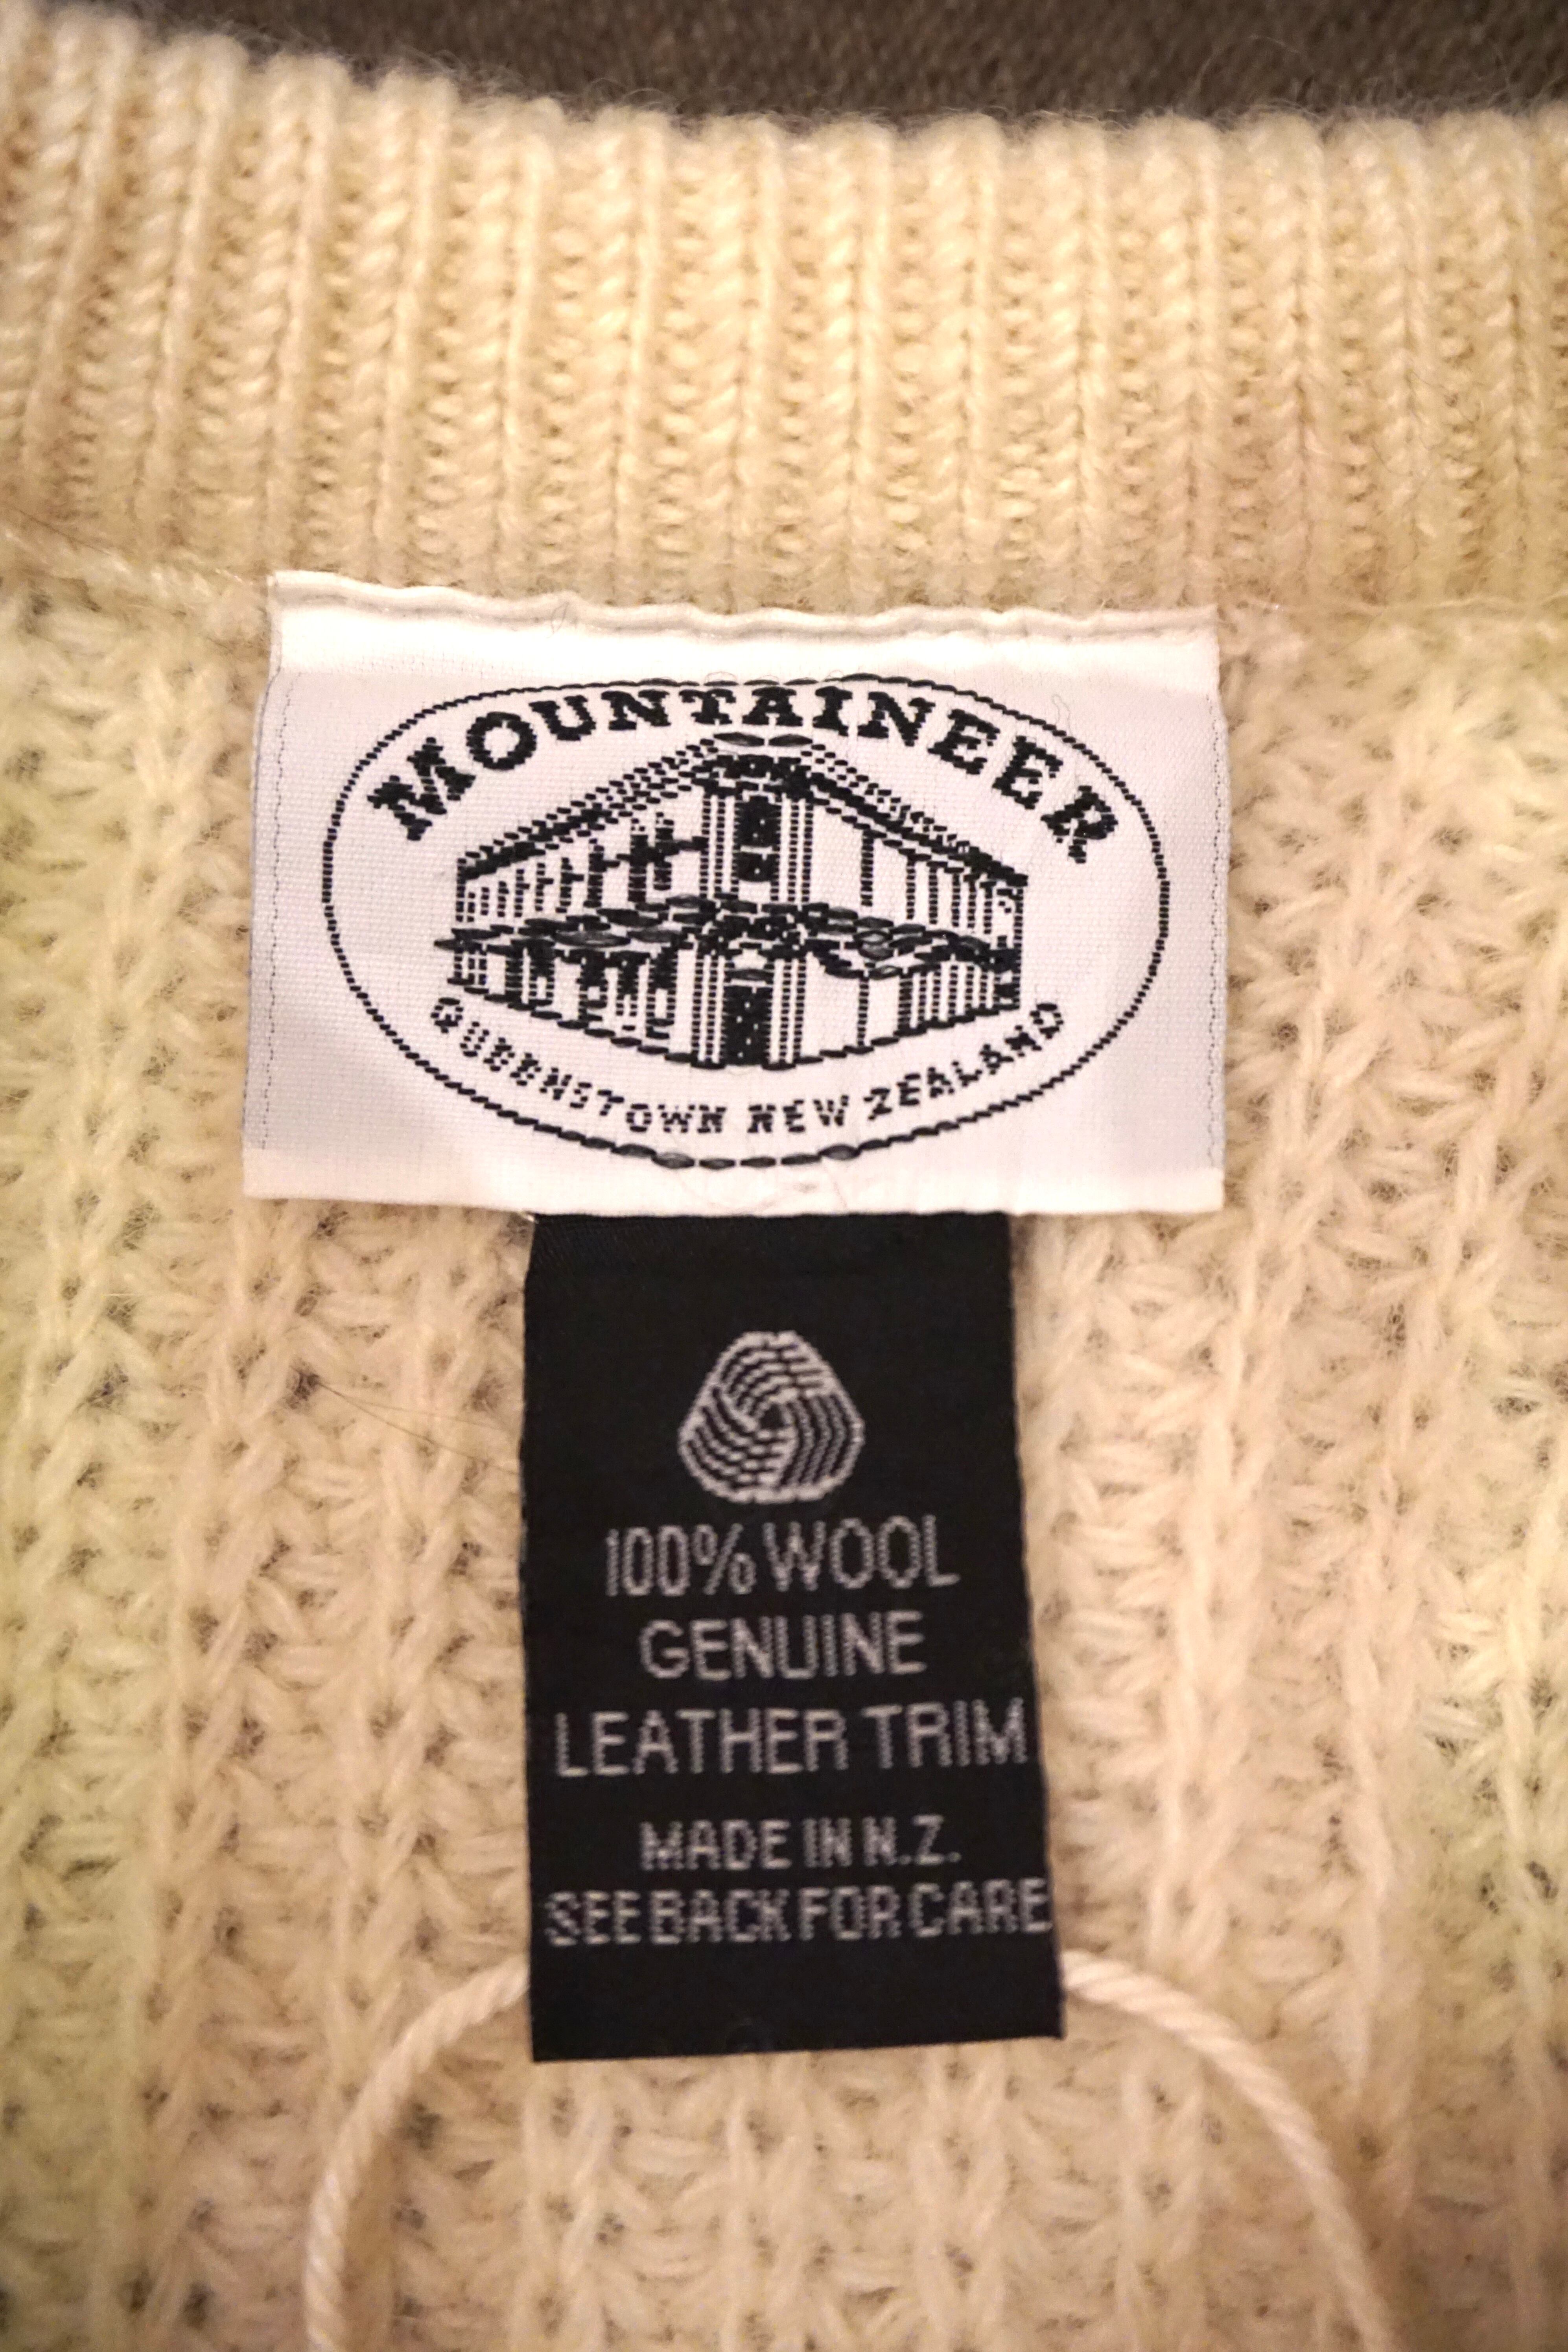 MOUNTAINEER
QUEENSTOWN NEW ZEALAND
100% WOOL
GENUINE
LEATHER TRIM
MADE IN N.Z.
SEE BACK FOR CARE